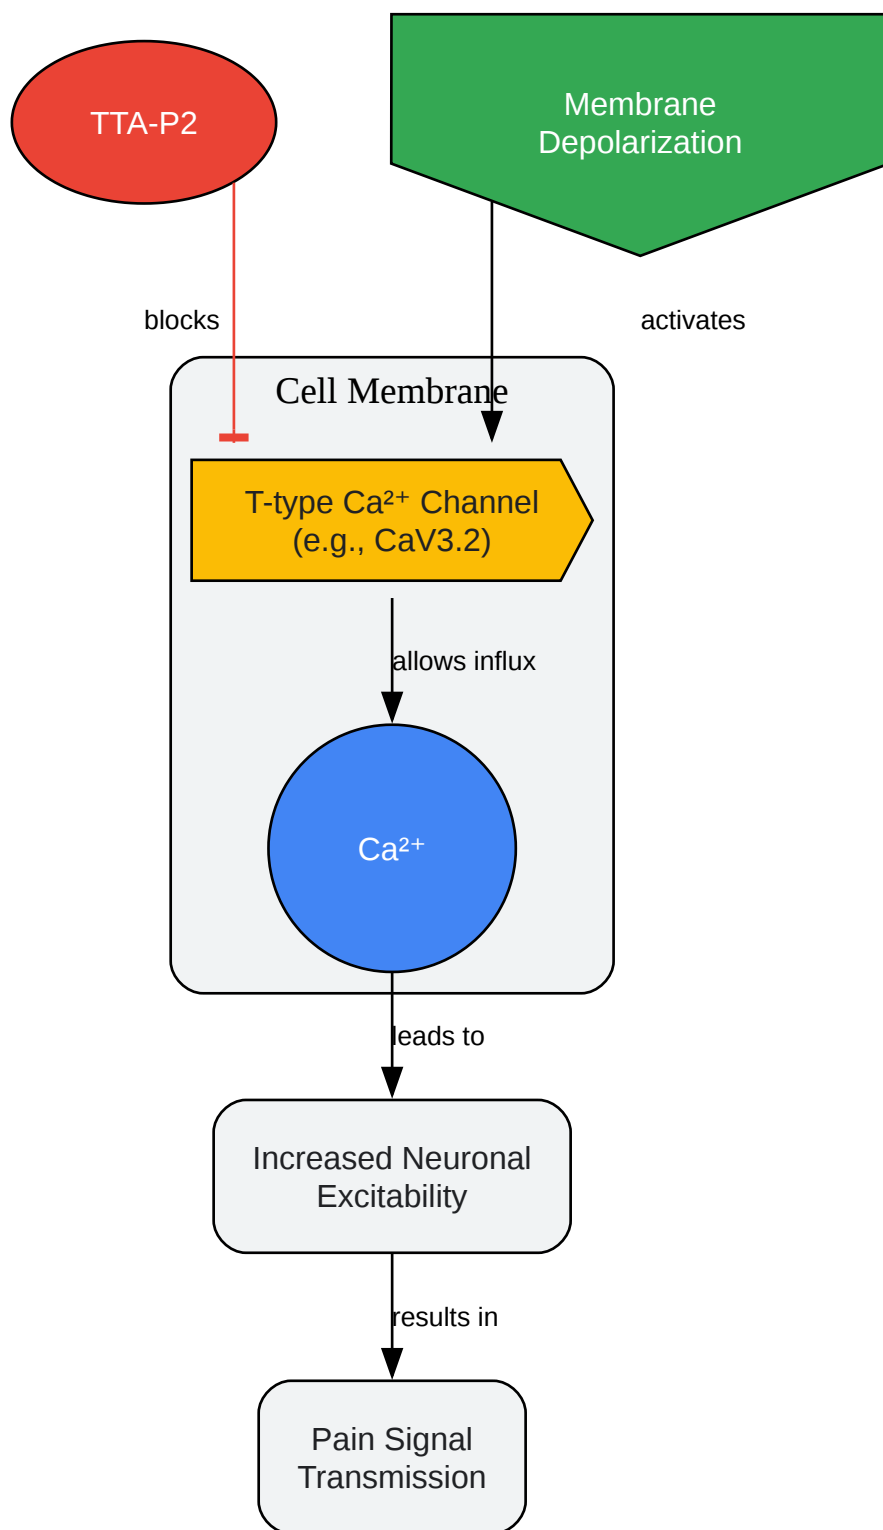 TTA-P2
Membrane
Depolarization
blocks
activates
Cell Membrane
T-type Ca²⁺ Channel
(e.g., CaV3.2)
allows influx
Ca²⁺
leads to
Increased Neuronal
Excitability
results in
Pain Signal
Transmission